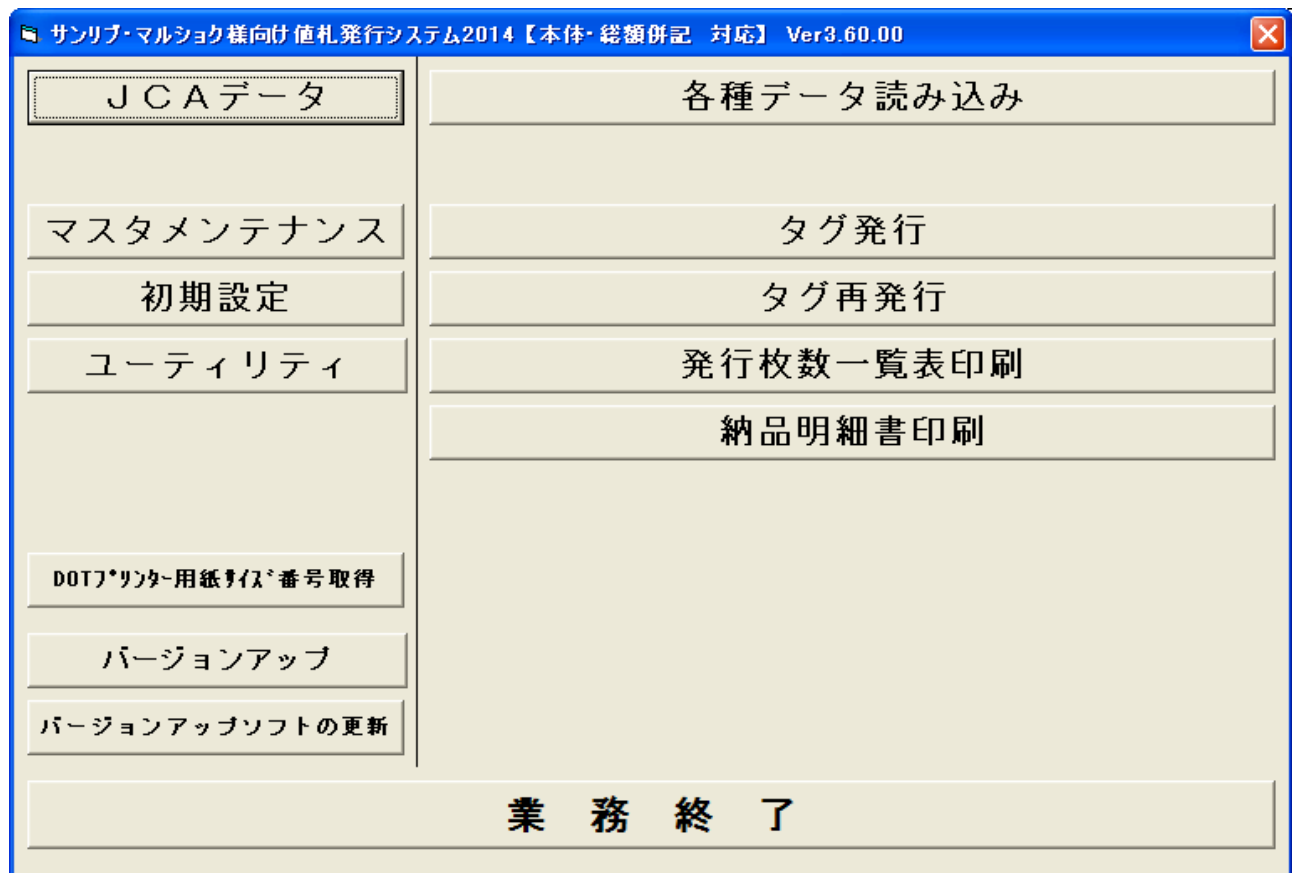 サンリブ・マルショク様向け値札発行システム2014【本体・総額併記　対応】 Ver3.60.00
ＪＣＡデータ
各種データ読み込み
マスタメンテナンス
タグ発行
初期設定
タグ再発行
ユーティリティ
発行枚数一覧表印刷
納品明細書印刷
DOTﾌﾟﾘﾝﾀｰ用紙ｻｲｽﾞ番号取得
バージョンアップ
バージョンアップソフトの更新
業　務　終　了